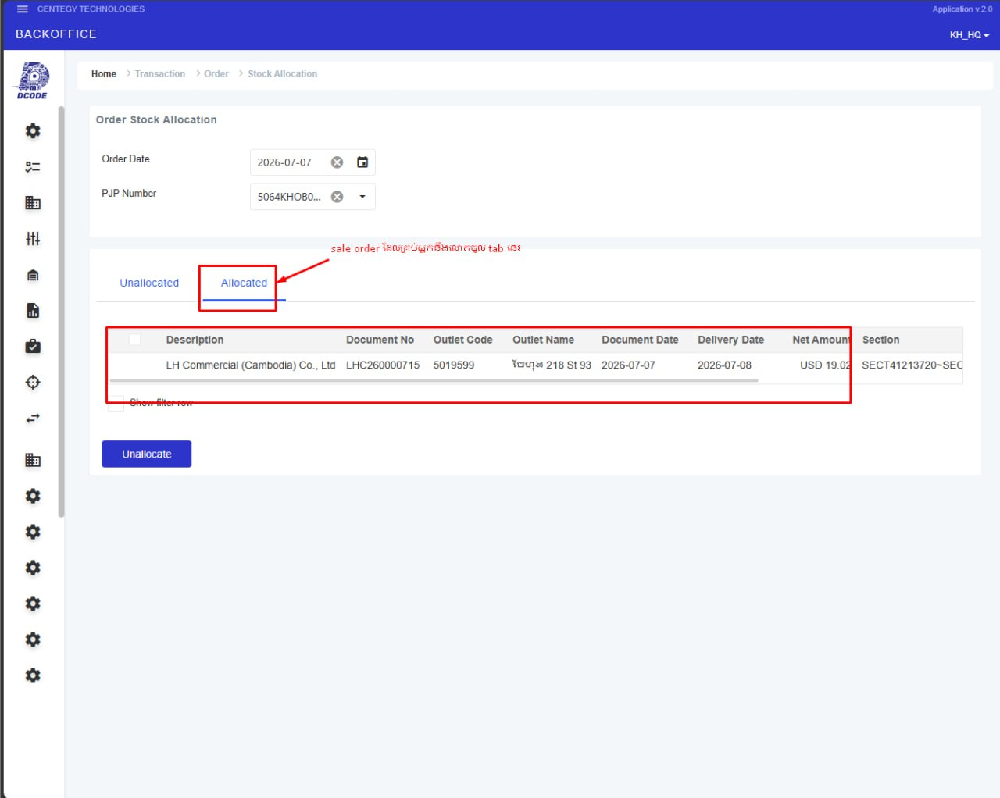 CENTEGY TECHNOLOGIES
Application v.2.0
BACKOFFICE
KH_HQ
DCODE
Home > Transaction > Order > Stock Allocation
Order Stock Allocation
Order Date
2026-07-07
PJP Number
5064KHOB0...
sale order ដែលគ្រប់ស្តុកនឹងលោតចូល tab នេះ
Unallocated
Allocated
Description Document No Outlet Code Outlet Name Document Date Delivery Date Net Amount Section
LH Commercial (Cambodia) Co., Ltd LHC260000715 5019599 ចែហុង 218 St 93 2026-07-07 2026-07-08 USD 19.02 SECT41213720~SEC
Show filter row
Unallocate